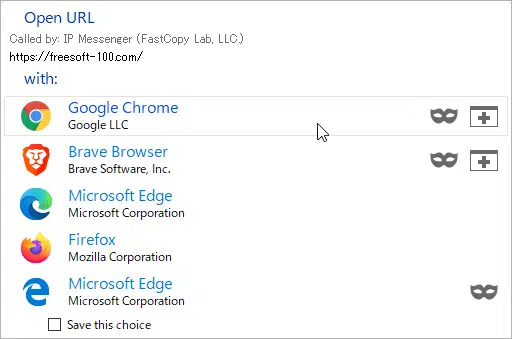 Open URL
Called by: IP Messenger (FastCopy Lab, LLC.)
https://freesoft-100.com/
with:
Google Chrome
Google LLC
Brave Browser
Brave Software, Inc.
Microsoft Edge
Microsoft Corporation
Firefox
Mozilla Corporation
Microsoft Edge
Microsoft Corporation
Save this choice